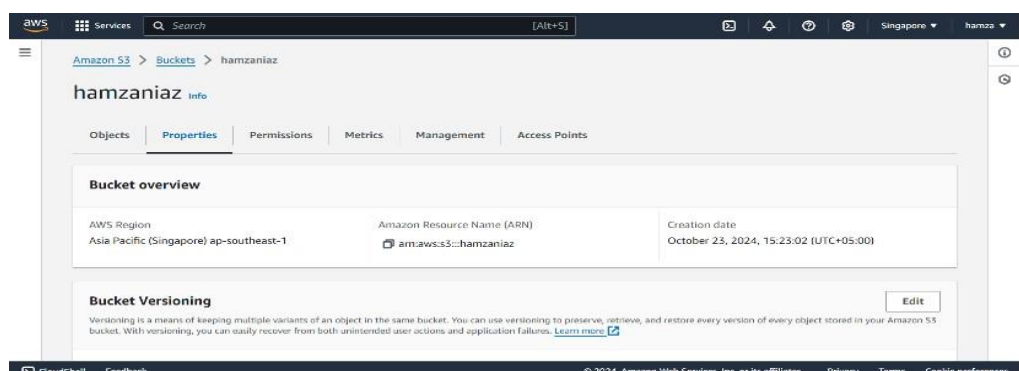 aws Services Search [Alt+S] Singapore hamza
Amazon S3 > Buckets > hamzaniaz
hamzaniaz Info
Objects Properties Permissions Metrics Management Access Points
Bucket overview
AWS Region Amazon Resource Name (ARN) Creation date
Asia Pacific (Singapore) ap-southeast-1 arn:aws:s3:::hamzaniaz October 23, 2024, 15:23:02 (UTC+05:00)
Bucket Versioning Edit
Versioning is a means of keeping multiple variants of an object in the same bucket. You can use versioning to preserve, retrieve, and restore every version of every object stored in your Amazon S3
bucket. With versioning, you can easily recover from both unintended user actions and application failures. Learn more
CloudShell Feedback © 2024, Amazon Web Services, Inc. or its affiliates. Privacy Terms Cookie preferences